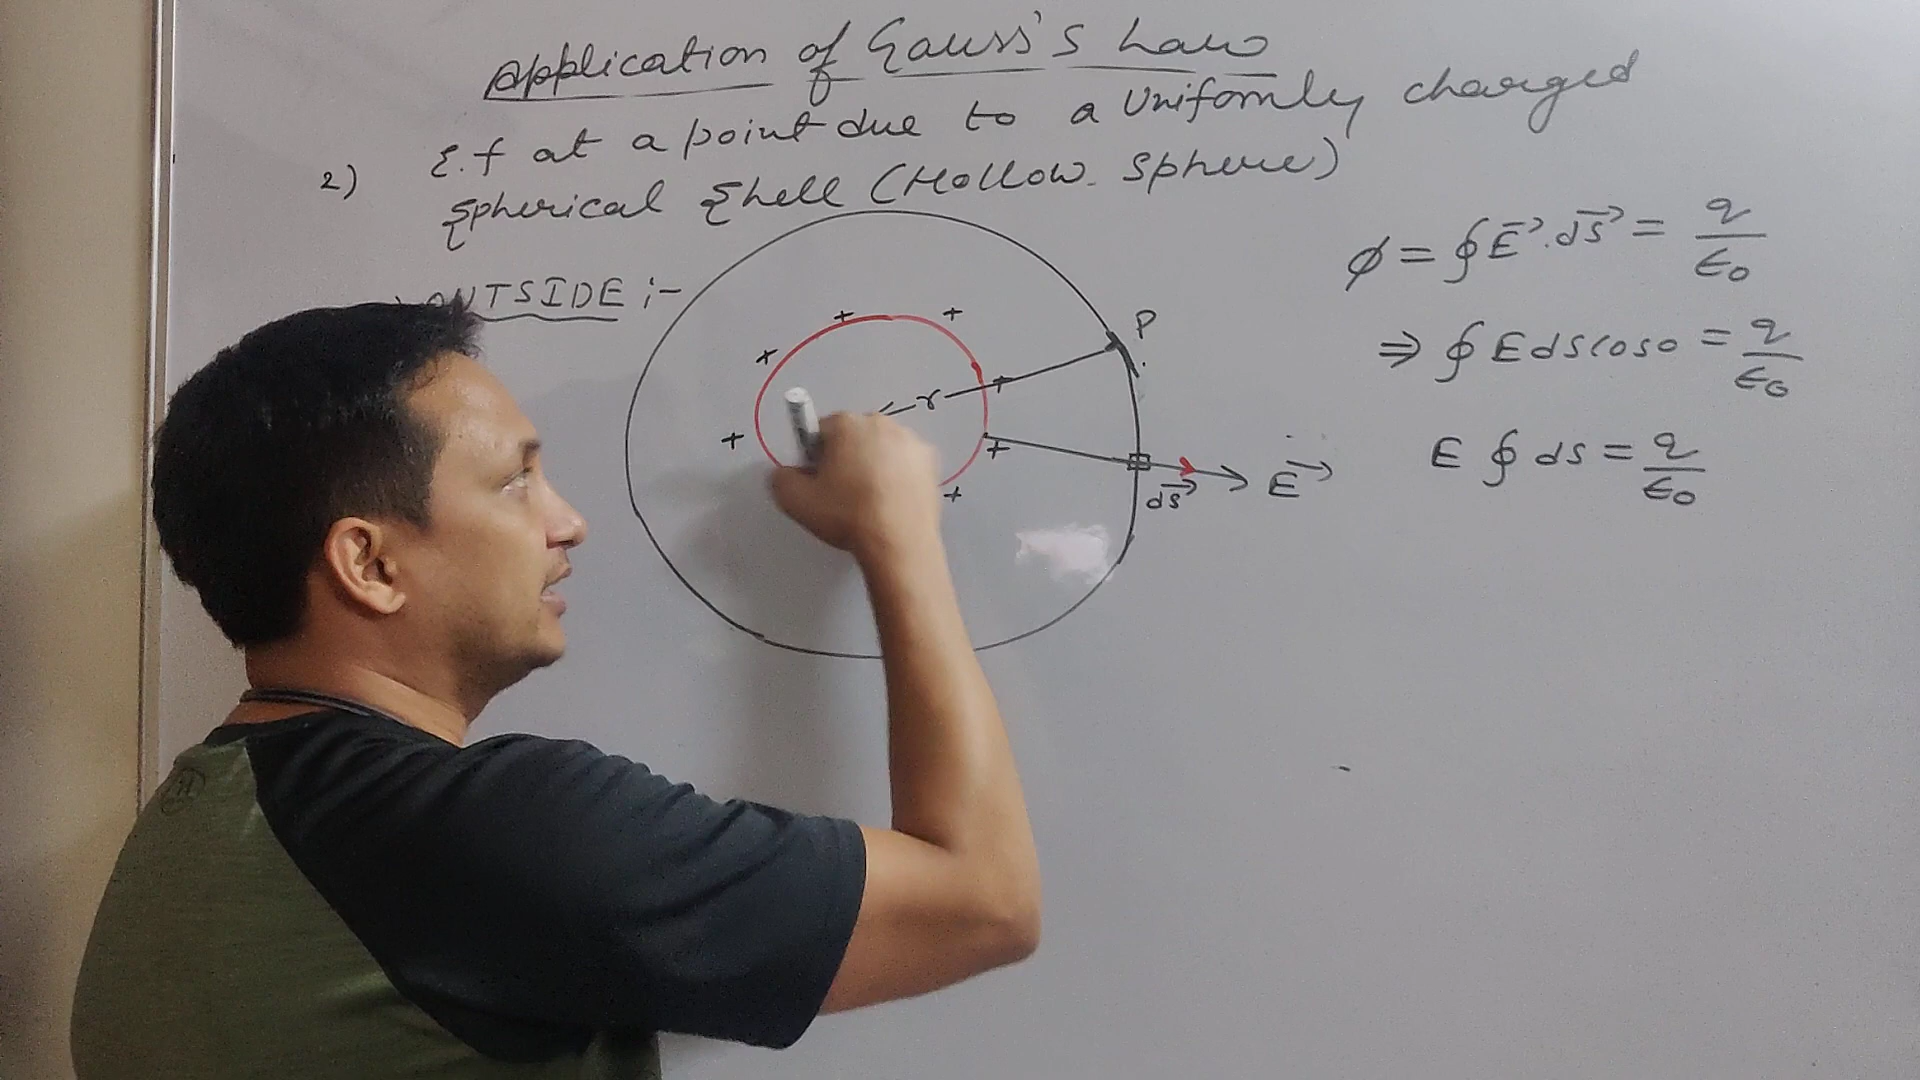 Application of Gauss's Law
2) E.f at a point due to a Uniformly charged
Spherical Shell (Hollow Sphere)
OUTSIDE :-
ϕ = ∮E⃗.ds⃗ = q/ε₀
⇒ ∮ E ds cos0 = q/ε₀
E ∮ ds = q/ε₀
P
r
ds⃗
E⃗
+ + + + + + + +